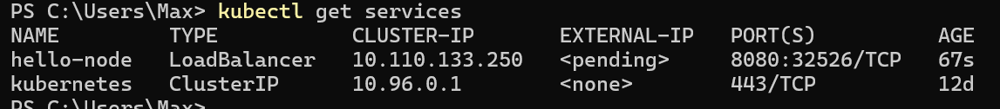 PS C:\Users\Max> kubectl get services
NAME TYPE CLUSTER-IP EXTERNAL-IP PORT(S) AGE
hello-node LoadBalancer 10.110.133.250 <pending> 8080:32526/TCP 67s
kubernetes ClusterIP 10.96.0.1 <none> 443/TCP 12d
PS C:\Users\Max>